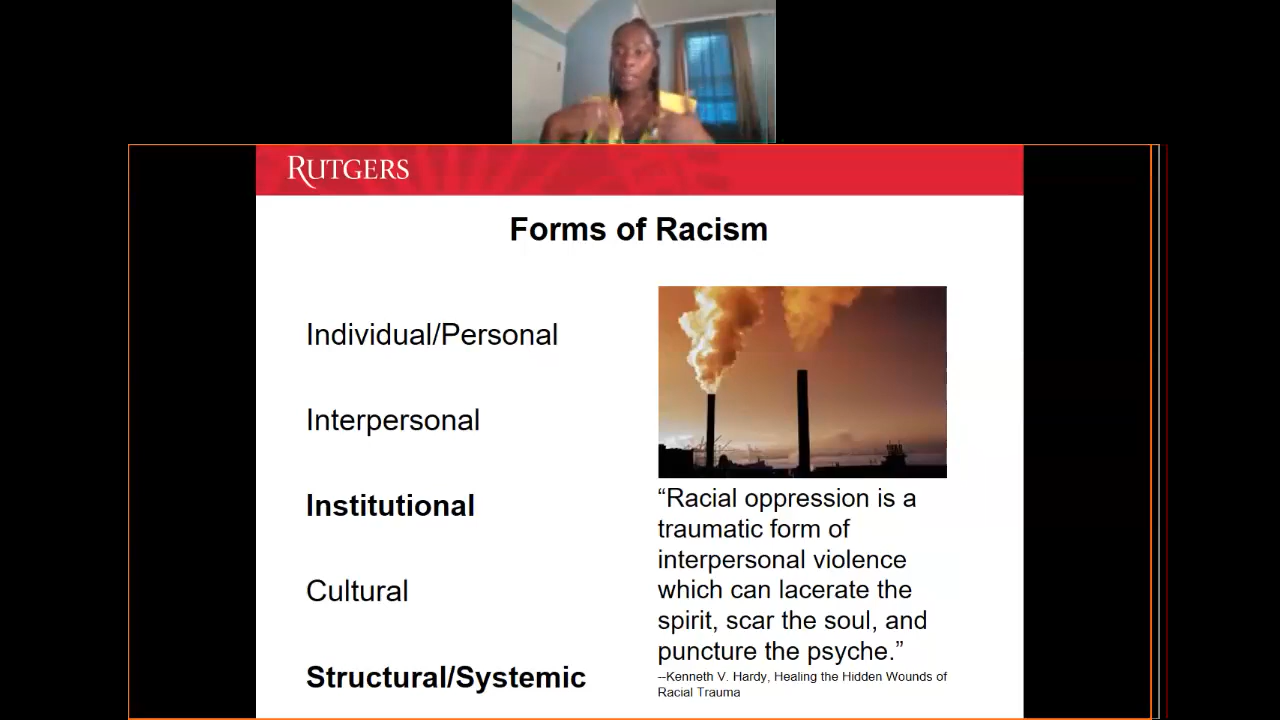 RUTGERS
Forms of Racism
Individual/Personal
Interpersonal
Institutional
Cultural
Structural/Systemic
“Racial oppression is a
traumatic form of
interpersonal violence
which can lacerate the
spirit, scar the soul, and
puncture the psyche.”
--Kenneth V. Hardy, Healing the Hidden Wounds of
Racial Trauma